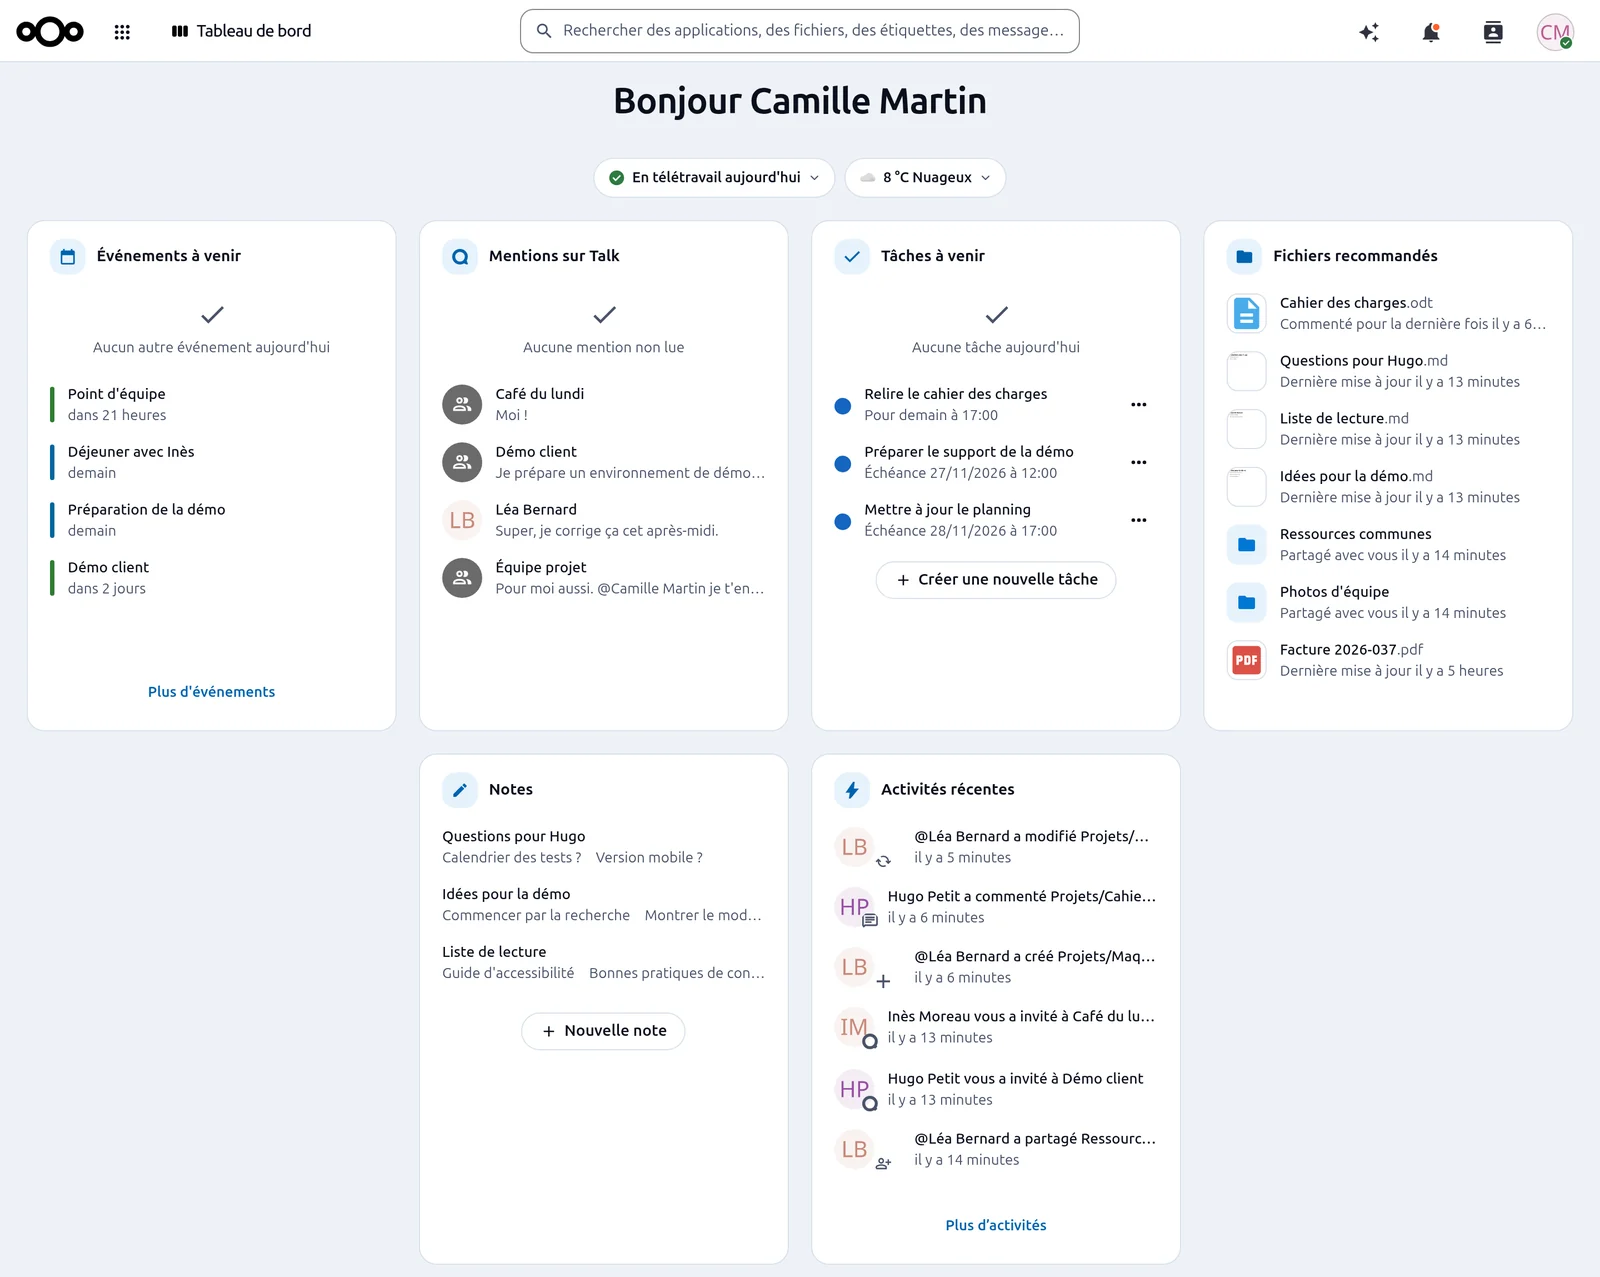 Tableau de bord
Rechercher des applications, des fichiers, des étiquettes, des message…
CM
Bonjour Camille Martin
En télétravail aujourd'hui
8 °C Nuageux
Événements à venir
Aucun autre événement aujourd'hui
Point d'équipe
dans 21 heures
Déjeuner avec Inès
demain
Préparation de la démo
demain
Démo client
dans 2 jours
Plus d'événements
Mentions sur Talk
Aucune mention non lue
Café du lundi
Moi !
Démo client
Je prépare un environnement de démo…
LB
Léa Bernard
Super, je corrige ça cet après-midi.
Équipe projet
Pour moi aussi. @Camille Martin je t'en…
Tâches à venir
Aucune tâche aujourd'hui
Relire le cahier des charges
Pour demain à 17:00
Préparer le support de la démo
Échéance 27/11/2026 à 12:00
Mettre à jour le planning
Échéance 28/11/2026 à 17:00
+ Créer une nouvelle tâche
Fichiers recommandés
Cahier des charges.odt
Commenté pour la dernière fois il y a 6…
Questions pour Hugo.md
Dernière mise à jour il y a 13 minutes
Liste de lecture.md
Dernière mise à jour il y a 13 minutes
Idées pour la démo.md
Dernière mise à jour il y a 13 minutes
Ressources communes
Partagé avec vous il y a 14 minutes
Photos d'équipe
Partagé avec vous il y a 14 minutes
PDF
Facture 2026-037.pdf
Dernière mise à jour il y a 5 heures
Notes
Questions pour Hugo
Calendrier des tests ? Version mobile ?
Idées pour la démo
Commencer par la recherche Montrer le mod…
Liste de lecture
Guide d'accessibilité Bonnes pratiques de con…
+ Nouvelle note
Activités récentes
LB
@Léa Bernard a modifié Projets/…
il y a 5 minutes
HP
Hugo Petit a commenté Projets/Cahie…
il y a 6 minutes
LB
@Léa Bernard a créé Projets/Maq…
il y a 6 minutes
IM
Inès Moreau vous a invité à Café du lu…
il y a 13 minutes
HP
Hugo Petit vous a invité à Démo client
il y a 13 minutes
LB
@Léa Bernard a partagé Ressourc…
il y a 14 minutes
Plus d'activités